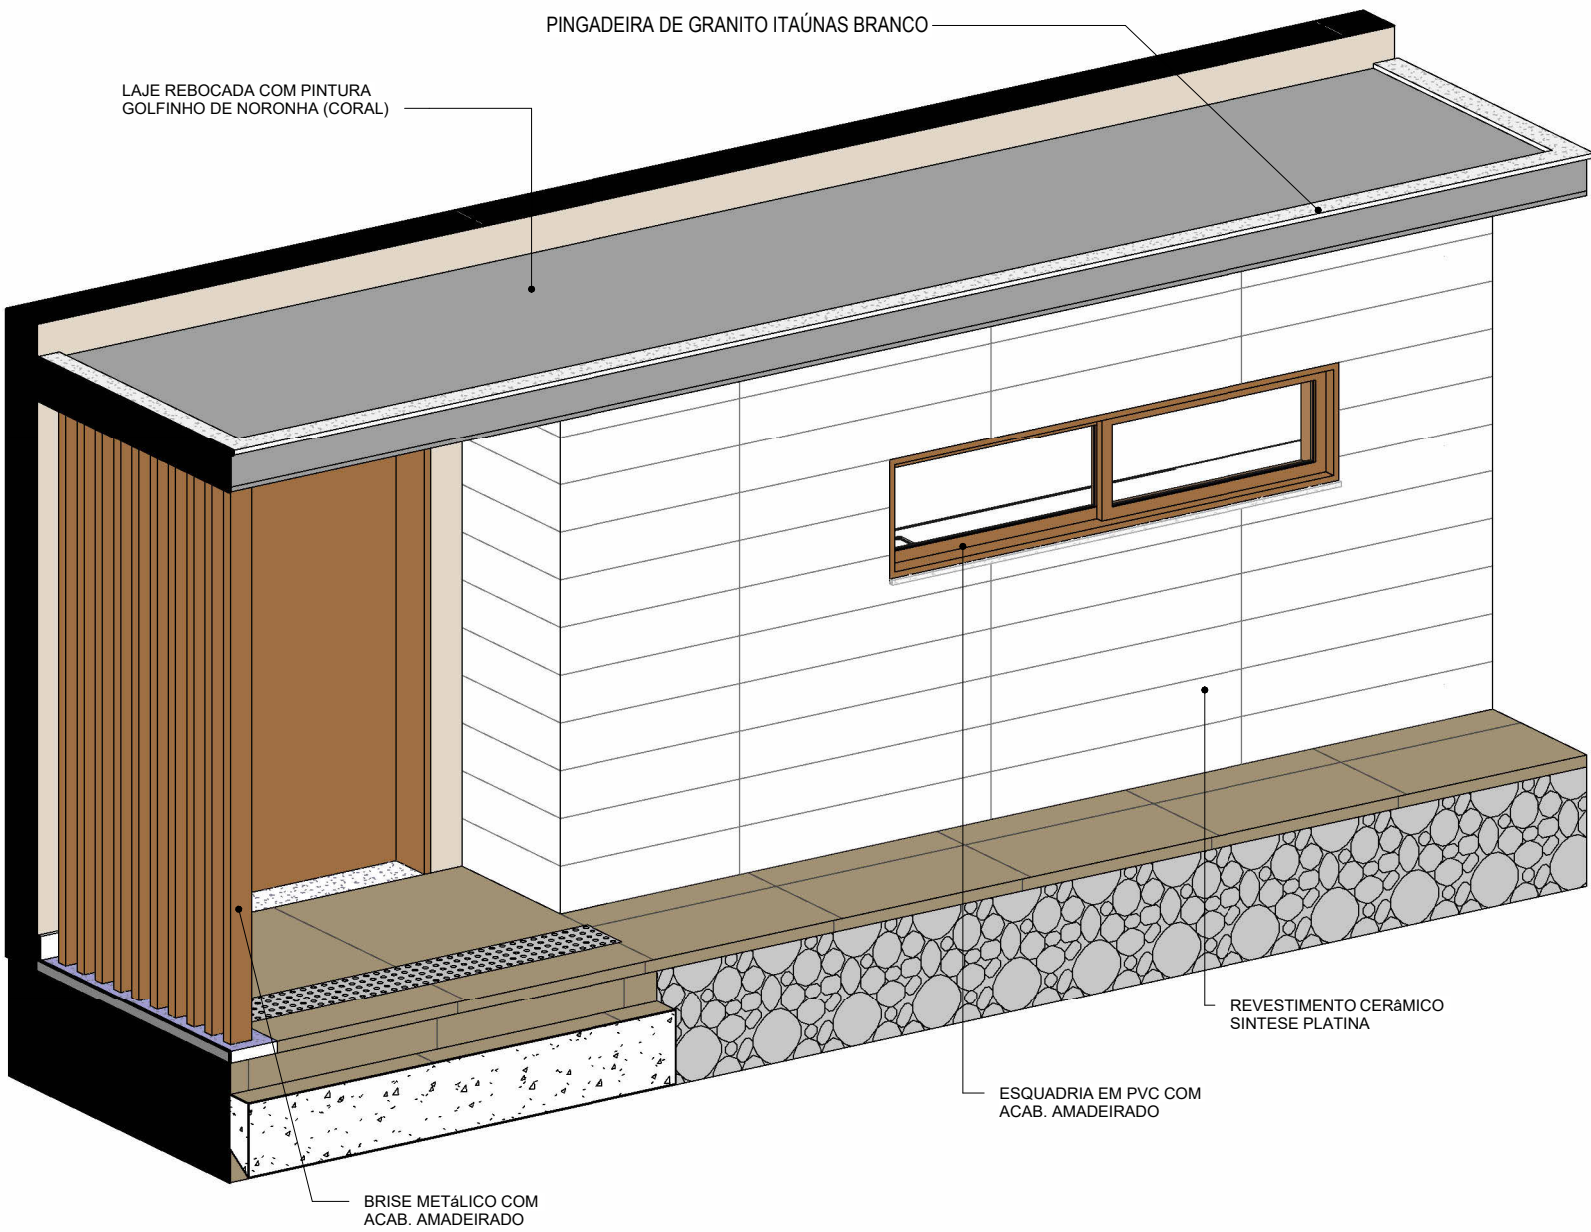 PINGADEIRA DE GRANITO ITAÚNAS BRANCO
LAJE REBOCADA COM PINTURA
GOLFINHO DE NORONHA (CORAL)
REVESTIMENTO CERâMICO
SINTESE PLATINA
ESQUADRIA EM PVC COM
ACAB. AMADEIRADO
BRISE METáLICO COM
ACAB. AMADEIRADO